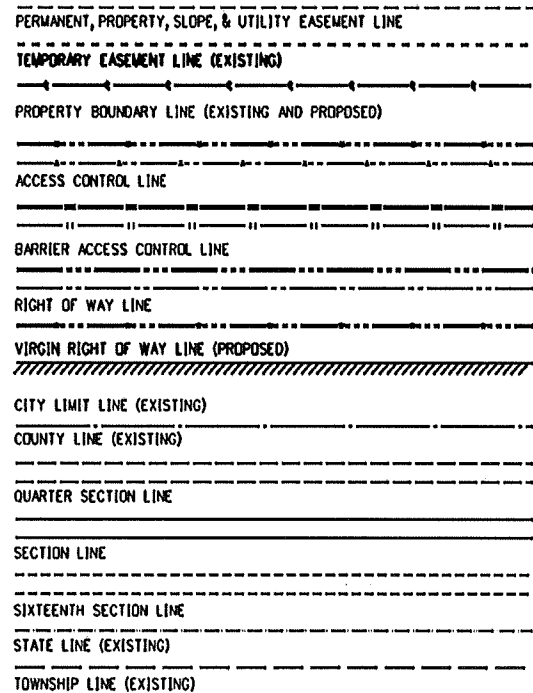 PERMANENT, PROPERTY, SLOPE, & UTILITY EASEMENT LINE
TEMPORARY EASEMENT LINE (EXISTING)
PROPERTY BOUNDARY LINE (EXISTING AND PROPOSED)
ACCESS CONTROL LINE
BARRIER ACCESS CONTROL LINE
RIGHT OF WAY LINE
VIRGIN RIGHT OF WAY LINE (PROPOSED)
CITY LIMIT LINE (EXISTING)
COUNTY LINE (EXISTING)
QUARTER SECTION LINE
SECTION LINE
SIXTEENTH SECTION LINE
STATE LINE (EXISTING)
TOWNSHIP LINE (EXISTING)